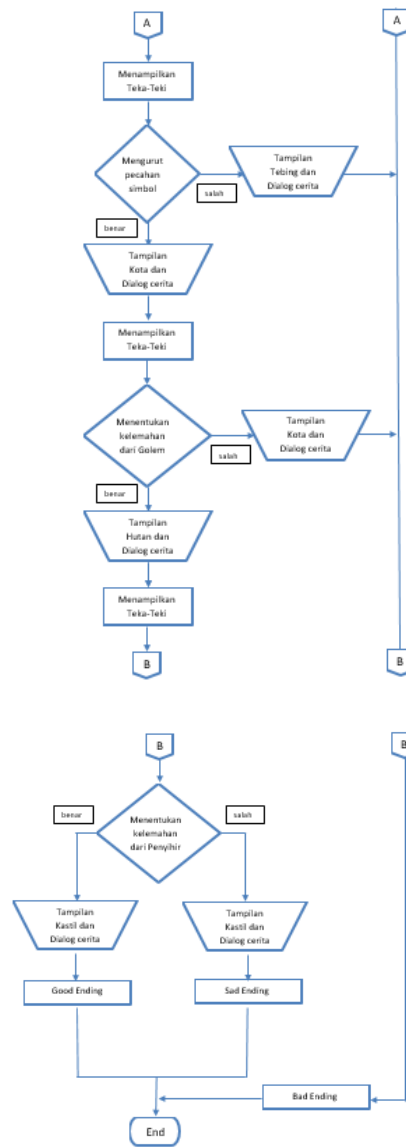 A
A
Menampilkan
Teka-Teki
Mengurut
pecahan
simbol
salah
Tampilan
Tebing dan
Dialog cerita
benar
Tampilan
Kota dan
Dialog cerita
Menampilkan
Teka-Teki
Menentukan
kelemahan
dari Golem
salah
Tampilan
Kota dan
Dialog cerita
benar
Tampilan
Hutan dan
Dialog cerita
Menampilkan
Teka-Teki
B
B
B
B
benar
Menentukan
kelemahan
dari Penyihir
salah
Tampilan
Kastil dan
Dialog cerita
Tampilan
Kastil dan
Dialog cerita
Good Ending
Sad Ending
Bad Ending
End